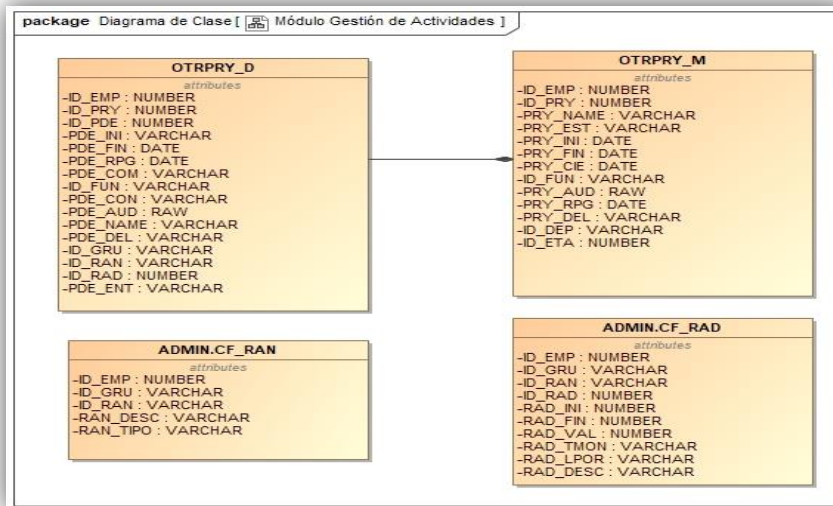 package Diagrama de Clase [ Módulo Gestión de Actividades ]
OTRPRY_D
attributes
-ID_EMP : NUMBER
-ID_PRY : NUMBER
-ID_PDE : NUMBER
-PDE_INI : VARCHAR
-PDE_FIN : DATE
-PDE_RPG : DATE
-PDE_COM : VARCHAR
-ID_FUN : VARCHAR
-PDE_CON : VARCHAR
-PDE_AUD : RAW
-PDE_NAME : VARCHAR
-PDE_DEL : VARCHAR
-ID_GRU : VARCHAR
-ID_RAN : VARCHAR
-ID_RAD : NUMBER
-PDE_ENT : VARCHAR
OTRPRY_M
attributes
-ID_EMP : NUMBER
-ID_PRY : NUMBER
-PRY_NAME : VARCHAR
-PRY_EST : VARCHAR
-PRY_INI : DATE
-PRY_FIN : DATE
-PRY_CIE : DATE
-ID_FUN : VARCHAR
-PRY_AUD : RAW
-PRY_RPG : DATE
-PRY_DEL : VARCHAR
-ID_DEP : VARCHAR
-ID_ETA : NUMBER
ADMIN.CF_RAN
attributes
-ID_EMP : NUMBER
-ID_GRU : VARCHAR
-ID_RAN : VARCHAR
-RAN_DESC : VARCHAR
-RAN_TIPO : VARCHAR
ADMIN.CF_RAD
attributes
-ID_EMP : NUMBER
-ID_GRU : VARCHAR
-ID_RAN : VARCHAR
-ID_RAD : NUMBER
-RAD_INI : NUMBER
-RAD_FIN : NUMBER
-RAD_VAL : NUMBER
-RAD_TMON : VARCHAR
-RAD_LPOR : VARCHAR
-RAD_DESC : VARCHAR